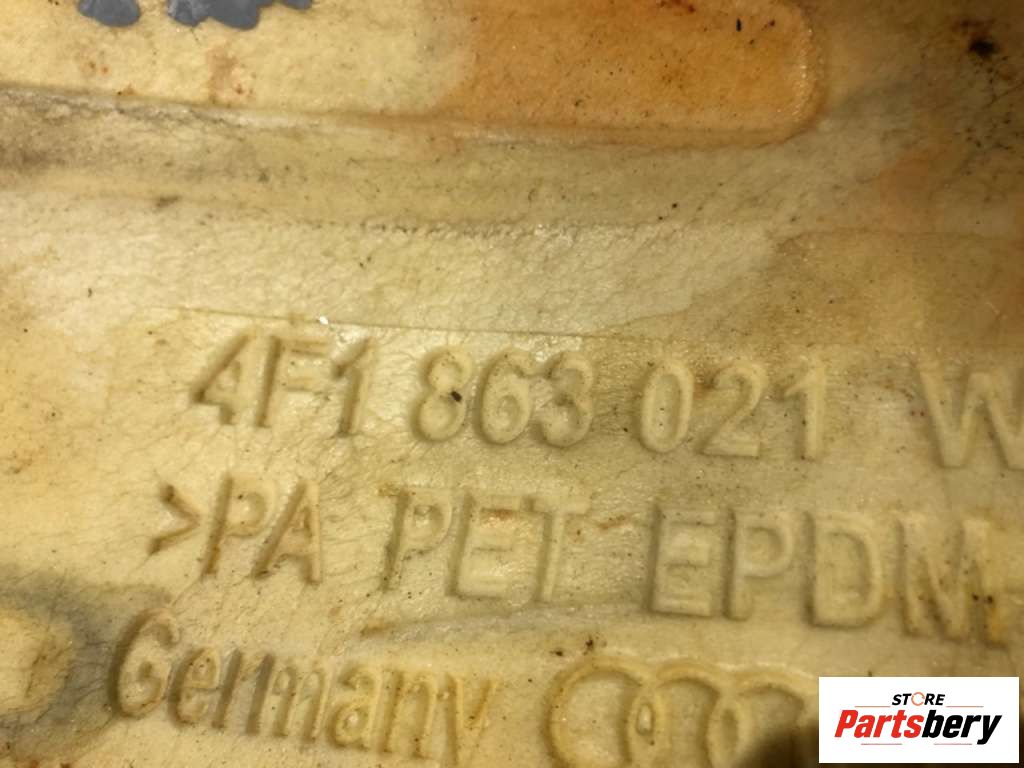 4F1 863 021 W
>PA PET EPDM
Germany
STORE
Partsbery